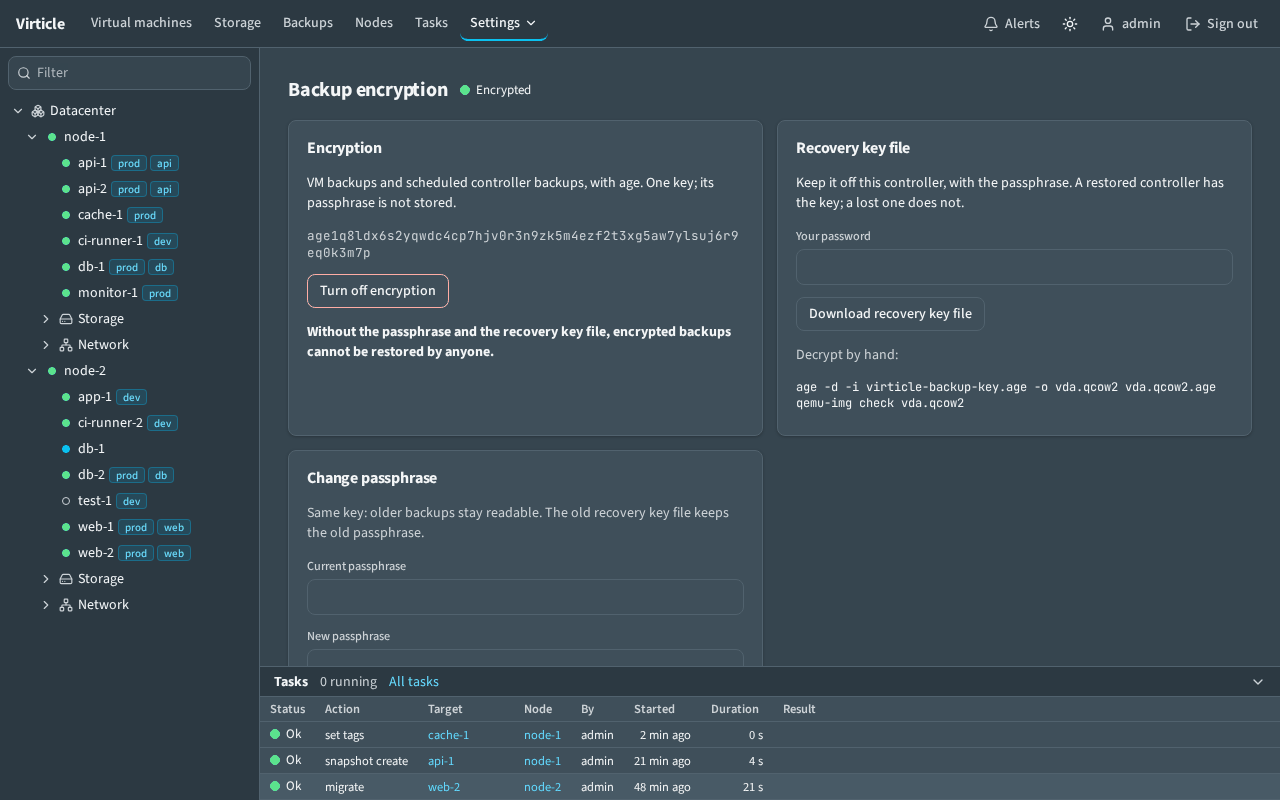 Virticle
Virtual machines
Storage
Backups
Nodes
Tasks
Settings
Alerts
admin
Sign out
Filter
Datacenter
node-1
api-1 prod api
api-2 prod api
cache-1 prod
ci-runner-1 dev
db-1 prod db
monitor-1 prod
Storage
Network
node-2
app-1 dev
ci-runner-2 dev
db-1
db-2 prod db
test-1 dev
web-1 prod web
web-2 prod web
Storage
Network
Backup encryption
Encrypted
Encryption
VM backups and scheduled controller backups, with age. One key; its
passphrase is not stored.
age1q8ldx6s2yqwdc4cp7hjv0r3n9zk5m4ezf2t3xg5aw7ylsuj6r9
eq0k3m7p
Turn off encryption
Without the passphrase and the recovery key file, encrypted backups
cannot be restored by anyone.
Recovery key file
Keep it off this controller, with the passphrase. A restored controller has
the key; a lost one does not.
Your password
Download recovery key file
Decrypt by hand:
age -d -i virticle-backup-key.age -o vda.qcow2 vda.qcow2.age
qemu-img check vda.qcow2
Change passphrase
Same key: older backups stay readable. The old recovery key file keeps
the old passphrase.
Current passphrase
New passphrase
Tasks 0 running All tasks
Status Action Target Node By Started Duration Result
Ok set tags cache-1 node-1 admin 2 min ago 0 s
Ok snapshot create api-1 node-1 admin 21 min ago 4 s
Ok migrate web-2 node-2 admin 48 min ago 21 s